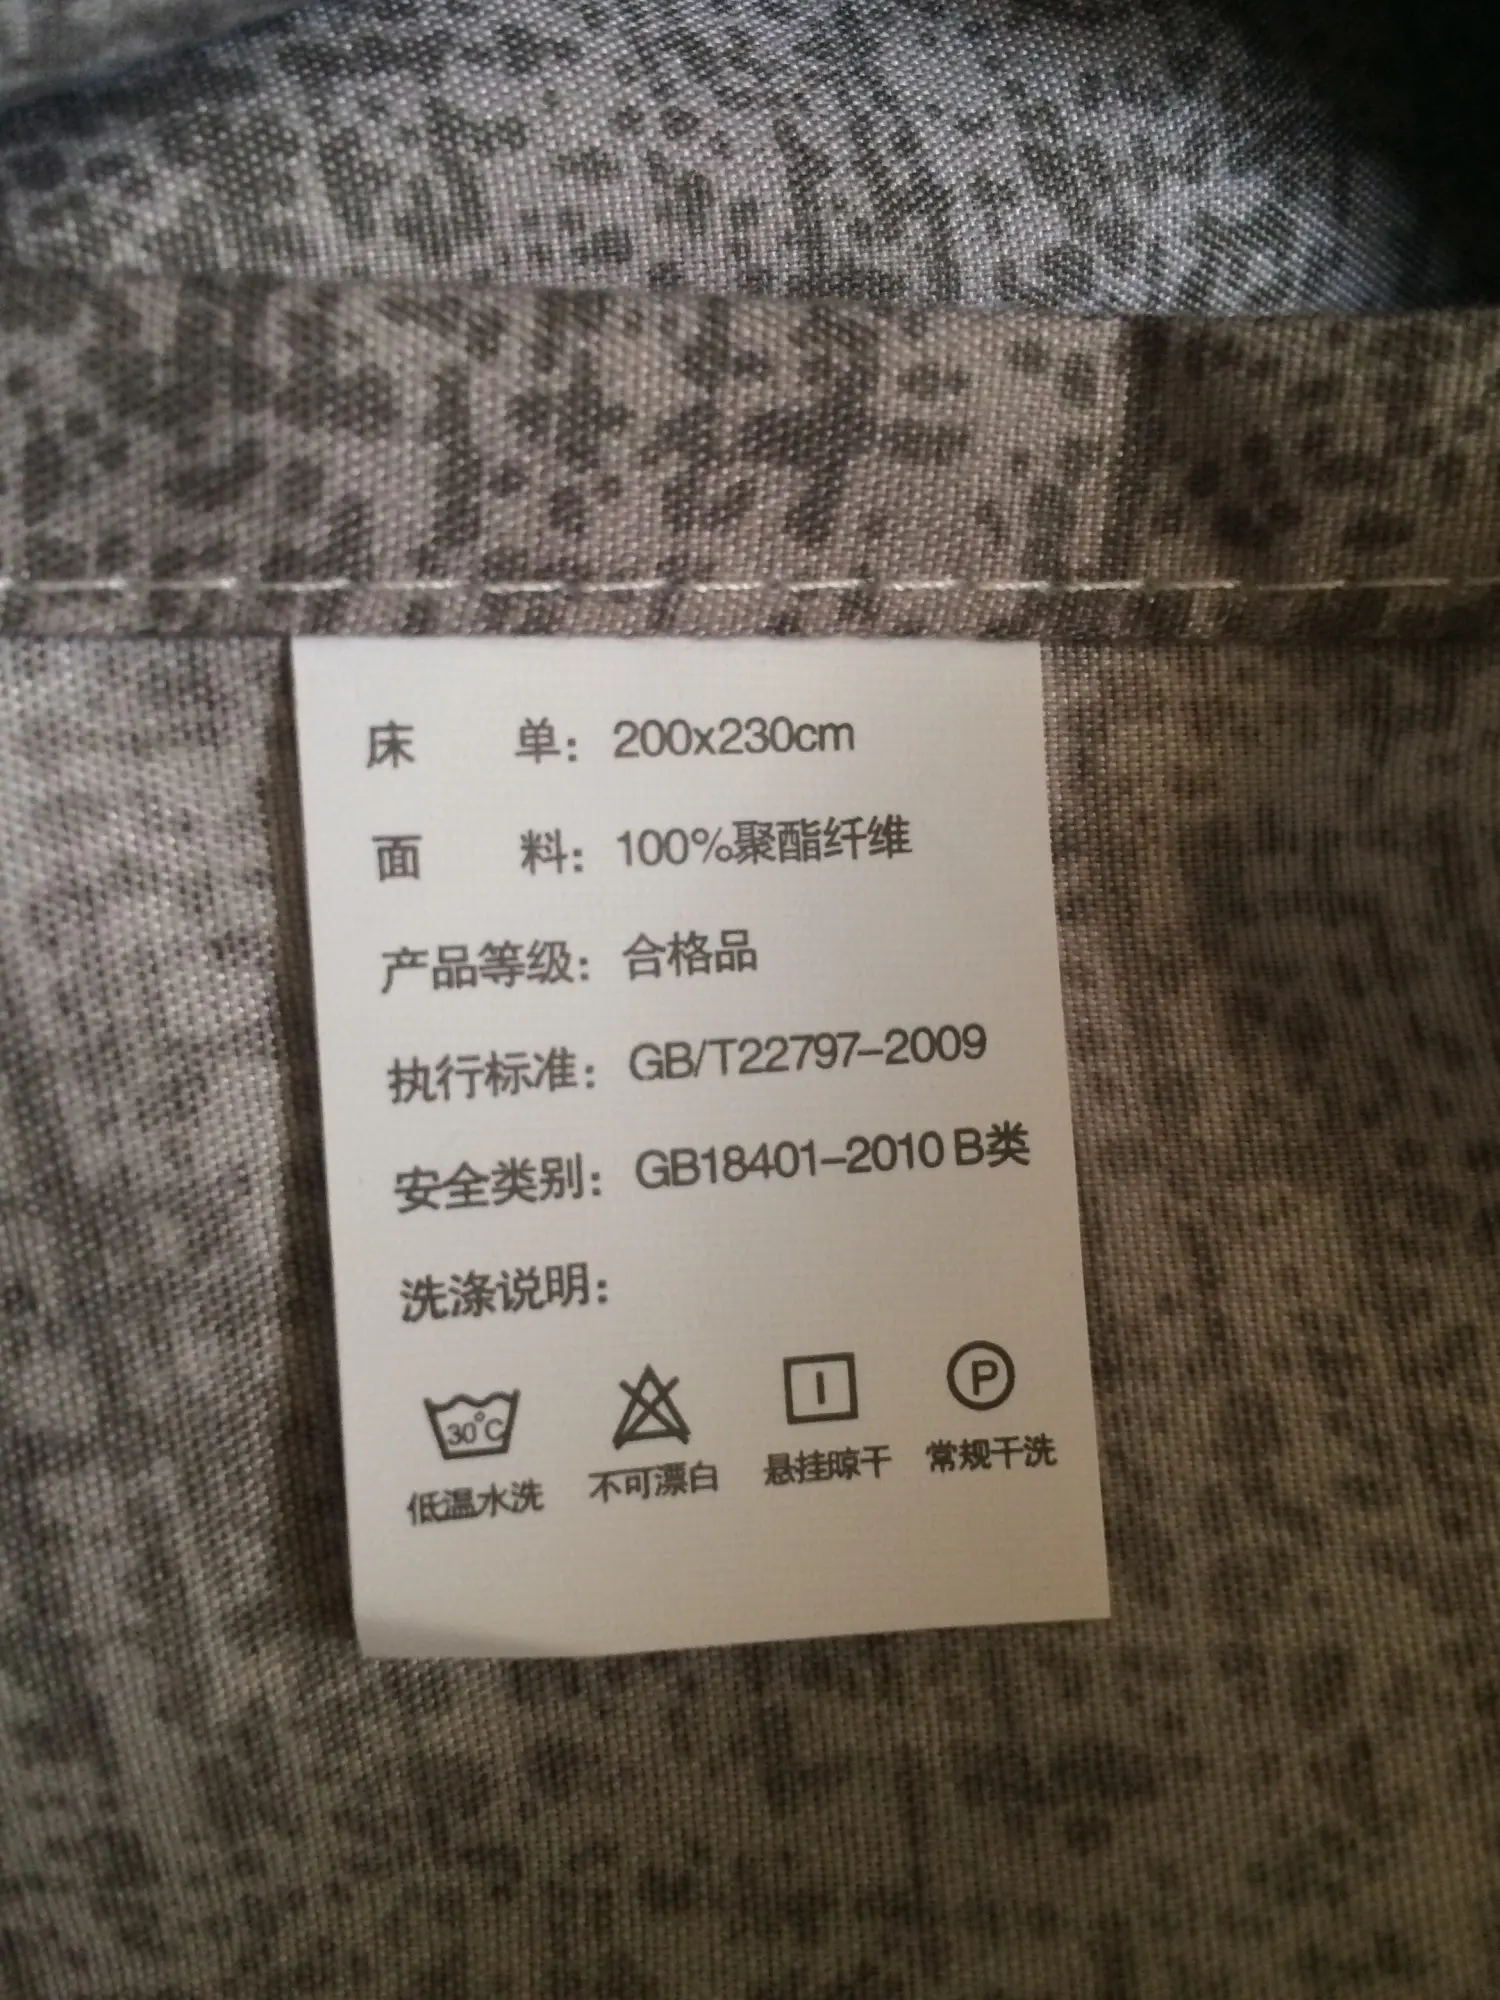 床 单：200x230cm
面 料：100%聚酯纤维
产品等级：合格品
执行标准：GB/T22797-2009
安全类别：GB18401-2010 B类
洗涤说明：
30°C P
低温水洗 不可漂白 悬挂晾干 常规干洗